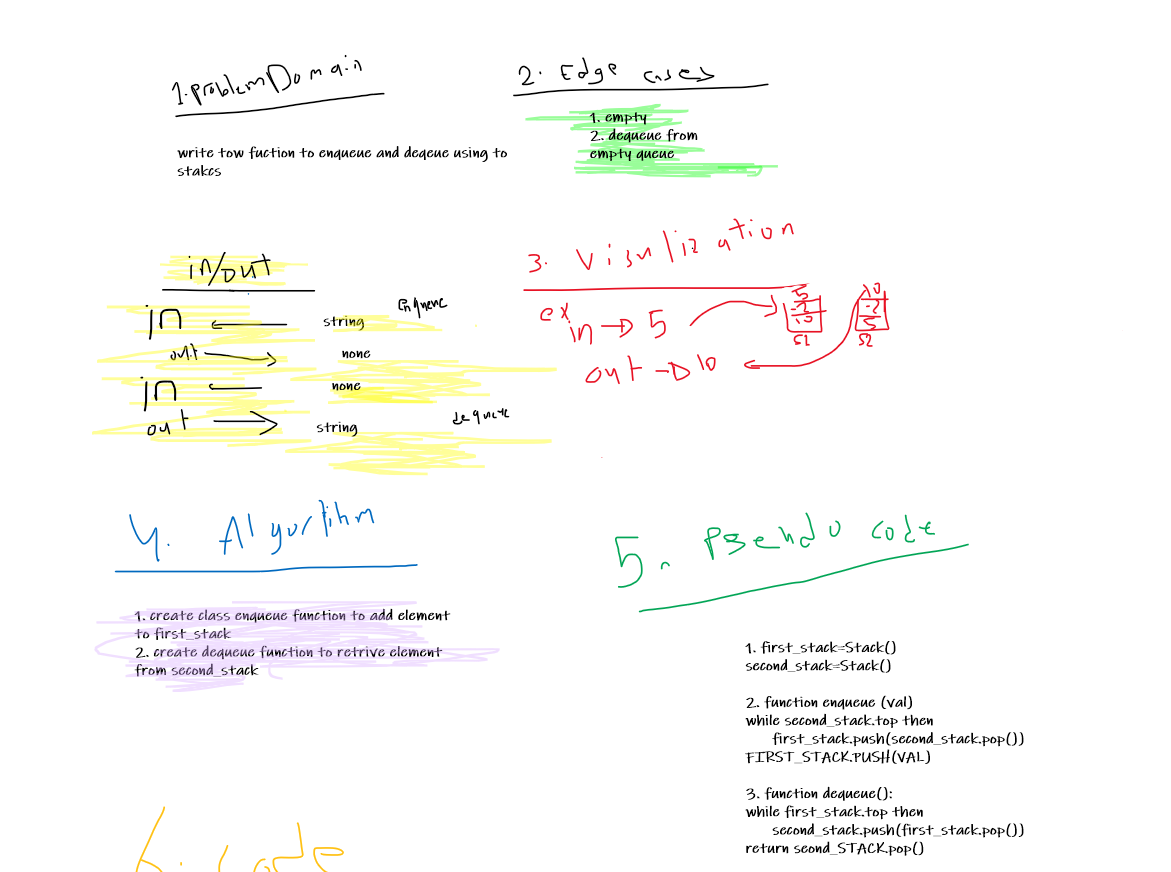 1. problem Domain
write tow fuction to enqueue and deqeue using to
stakes
2. Edge cases
1. empty
2. dequeue from
empty queue
in/out
Enqueue
in string
out none
in none
out string
dequeue
3. Visulization
ex
in → 5
out → 10
5
-2
10
S1
10
-2
5
S2
4. Algorithm
1. create class enqueue function to add element
to first_stack
2. create dequeue function to retrive element
from second_stack
5. Pseudo code
1. first_stack=Stack()
second_stack=Stack()
2. function enqueue (val)
while second_stack.top then
first_stack.push(second_stack.pop())
FIRST_STACK.PUSH(VAL)
3. function dequeue():
while first_stack.top then
second_stack.push(first_stack.pop())
return seond_STACK.pop()
6. code